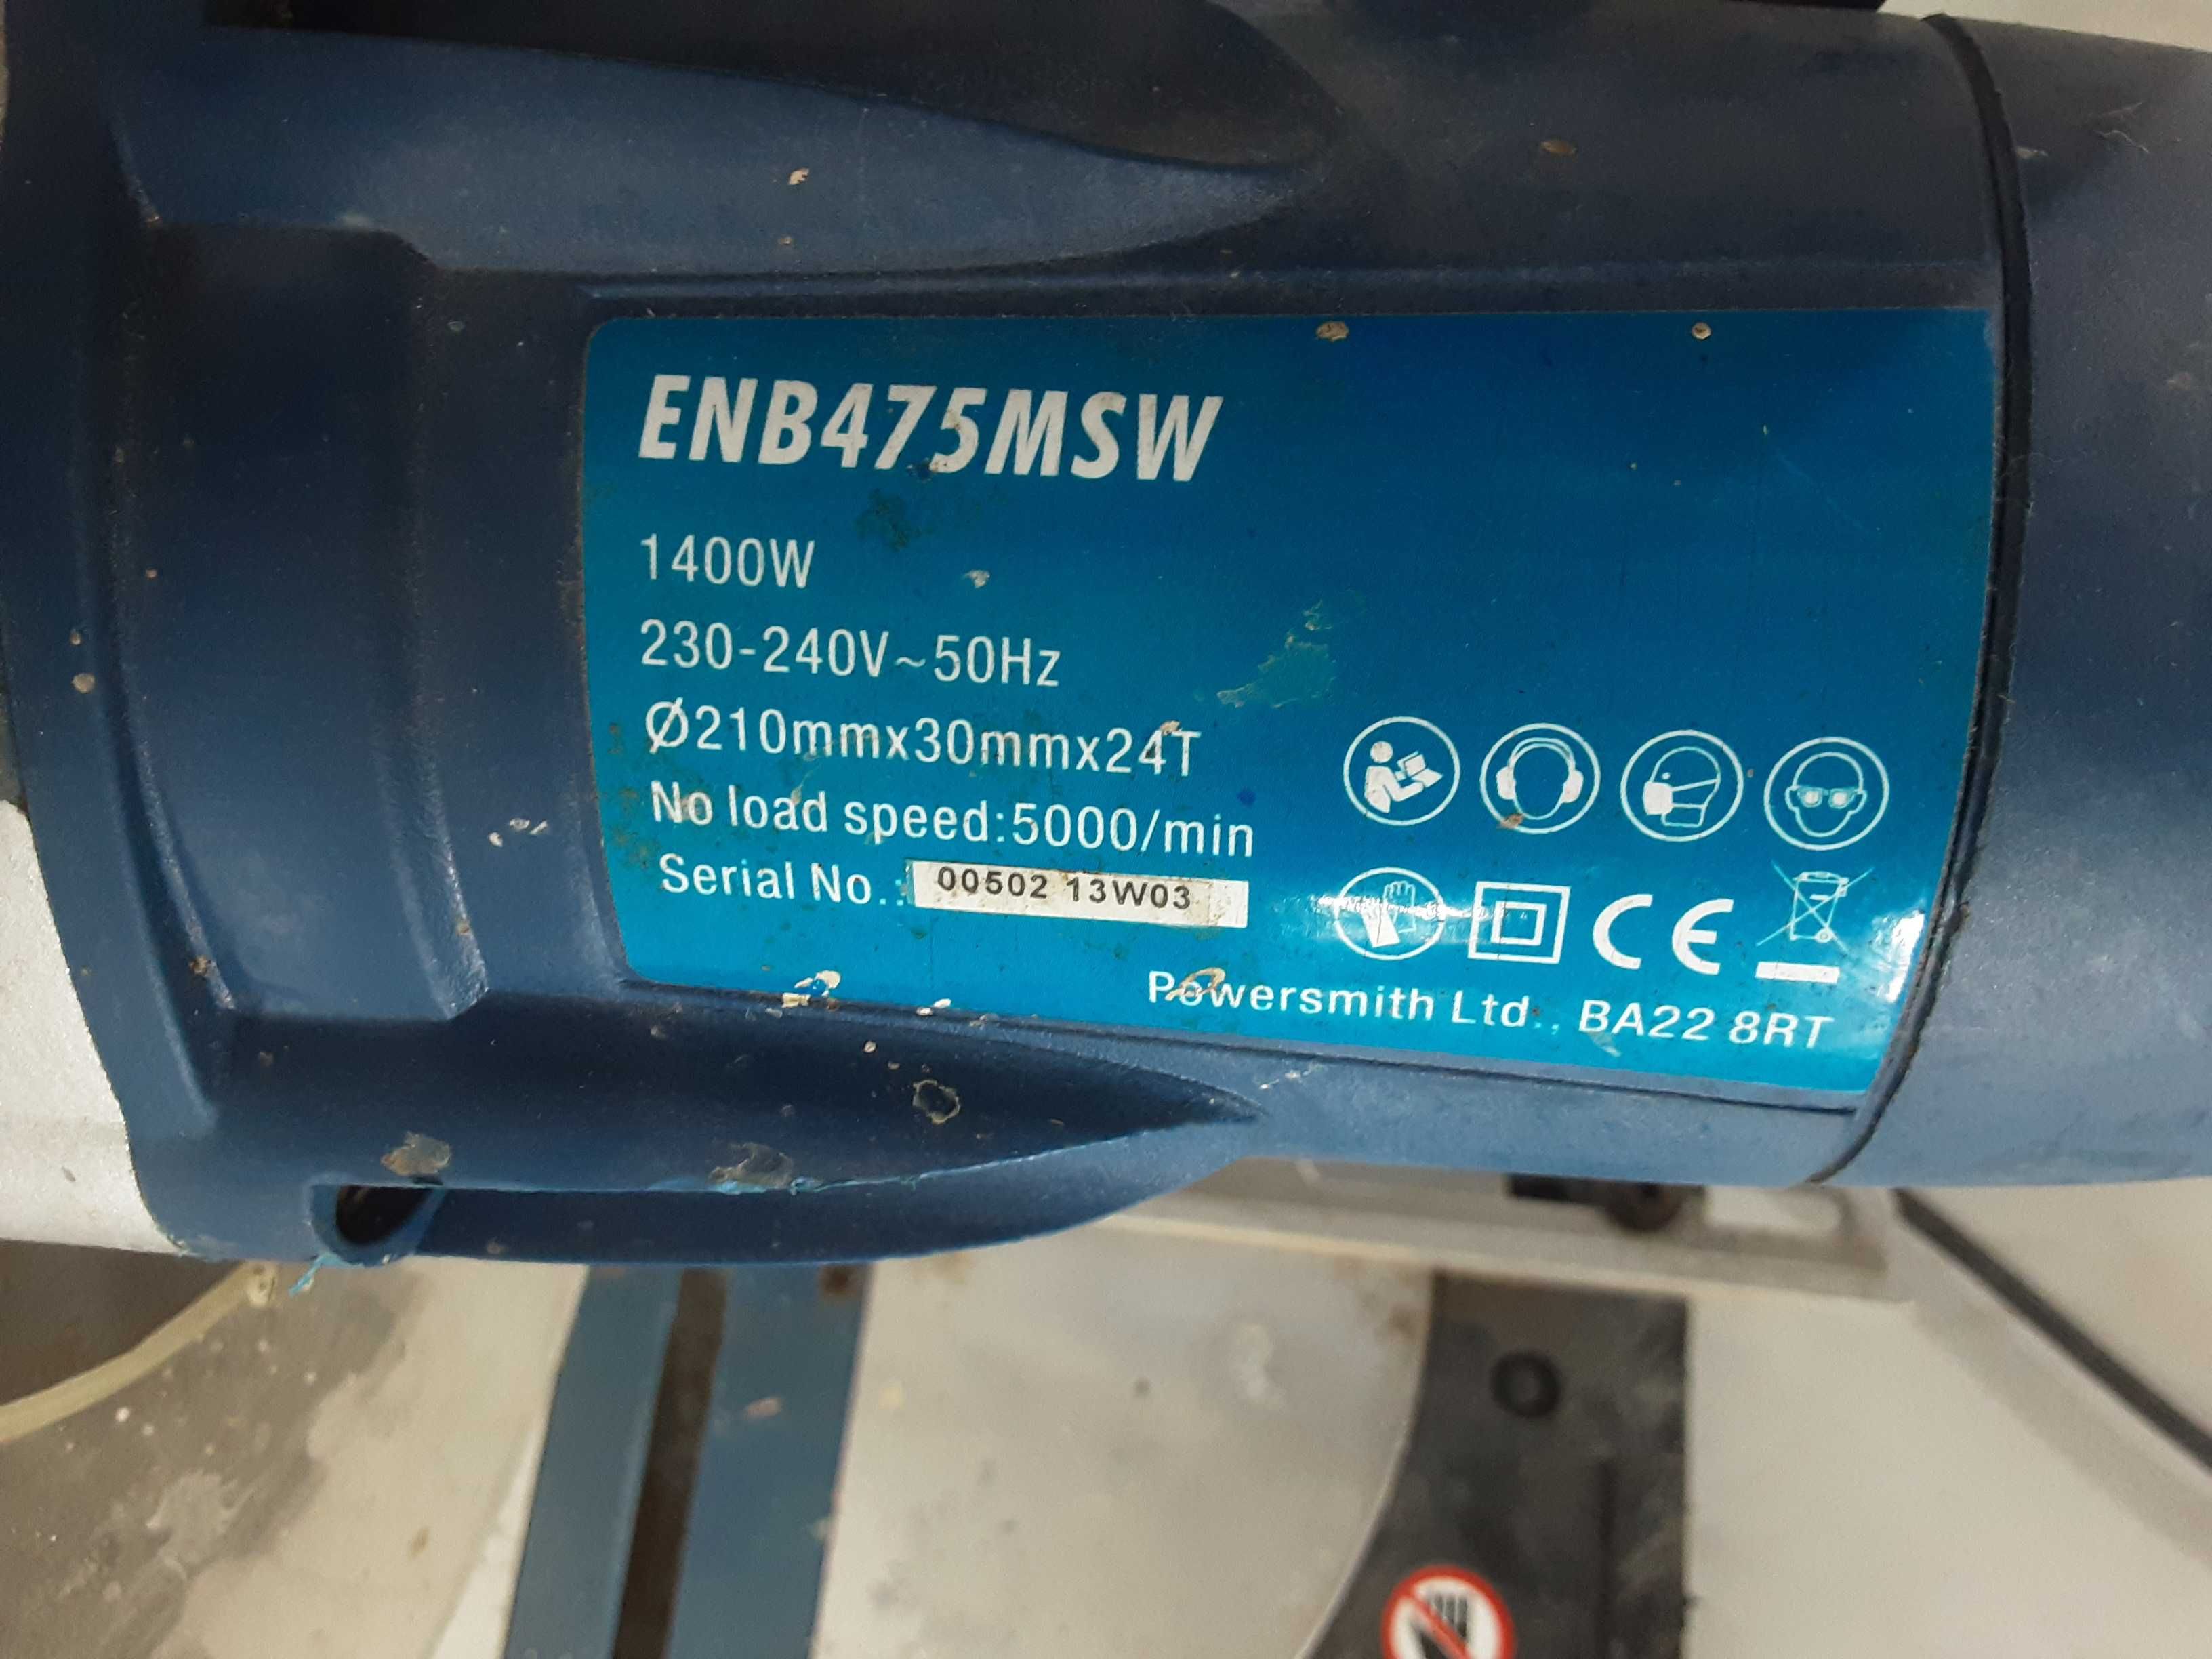 ENB475MSW
1400W
230-240V~50Hz
Ø210mmx30mmx24T
No load speed:5000/min
Serial No.: 00502 13W03
CE
Powersmith Ltd., BA22 8RT